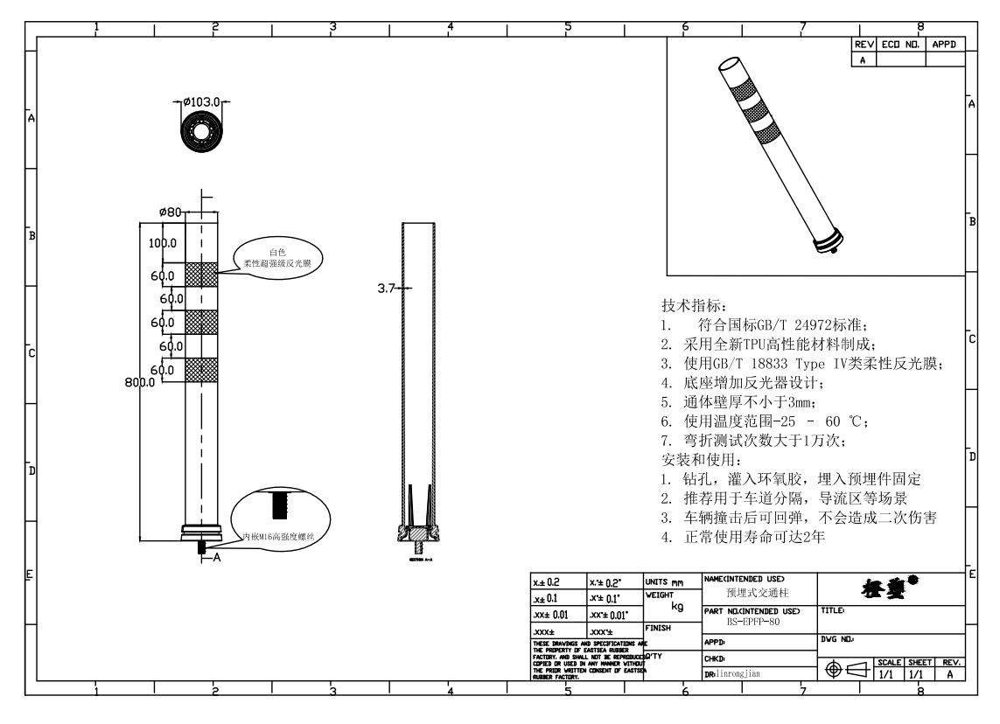 1 2 3 4 5 6 7 8
REV ECO NO. APPD
A
A
A
B
B
C
C
D
D
E
E
ø103.0
ø80
100.0
60.0
60.0
60.0
60.0
60.0
800.0
白色
柔性超强级反光膜
3.7
内嵌M16高强度螺丝
A
SECTION A-A
技术指标:
1. 符合国标GB/T 24972标准;
2. 采用全新TPU高性能材料制成;
3. 使用GB/T 18833 Type IV类柔性反光膜;
4. 底座增加反光器设计;
5. 通体壁厚不小于3mm;
6. 使用温度范围-25 - 60 ℃;
7. 弯折测试次数大于1万次;
安装和使用:
1. 钻孔, 灌入环氧胶, 埋入预埋件固定
2. 推荐用于车道分隔, 导流区等场景
3. 车辆撞击后可回弹, 不会造成二次伤害
4. 正常使用寿命可达2年
X.± 0.2 X.°± 0.2°
.X± 0.1 .X°± 0.1°
.XX± 0.01 .XX°± 0.01°
.XXX± .XXX°±
THESE DRAWINGS AND SPECIFICATIONS ARE
THE PROPERTY OF EASTSEA RUBBER
FACTORY. AND SHALL NOT BE REPRODUCED
COPIED OR USED IN ANY MANNER WITHOUT
THE PRIOR WRITTEN CONSENT OF EASTSEA
RUBBER FACTORY.
UNITS mm
WEIGHT
kg
FINISH
Q'TY
NAME(INTENDED USE)
预埋式交通柱
PART NO.(INTENDED USE)
BS-EPFP-80
APPD:
CHKD:
DR: linrongjian
TITLE:
DWG NO.:
SCALE SHEET REV.
1/1 1/1 A
1 2 3 4 5 6 7 8